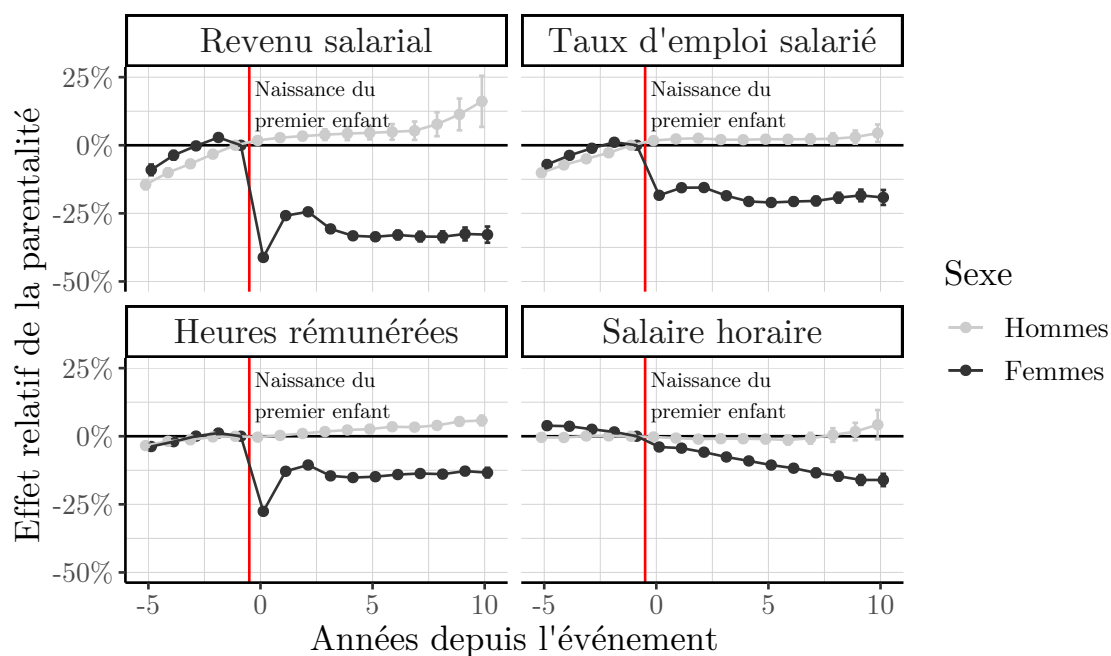 Revenu salarial
Taux d'emploi salarié
Effet relatif de la parentalité
25%
0%
-25%
-50%
Naissance du
premier enfant
Naissance du
premier enfant
Heures rémunérées
Salaire horaire
25%
0%
-25%
-50%
Naissance du
premier enfant
Naissance du
premier enfant
-5
0
5
10
-5
0
5
10
Années depuis l'événement
Sexe
Hommes
Femmes